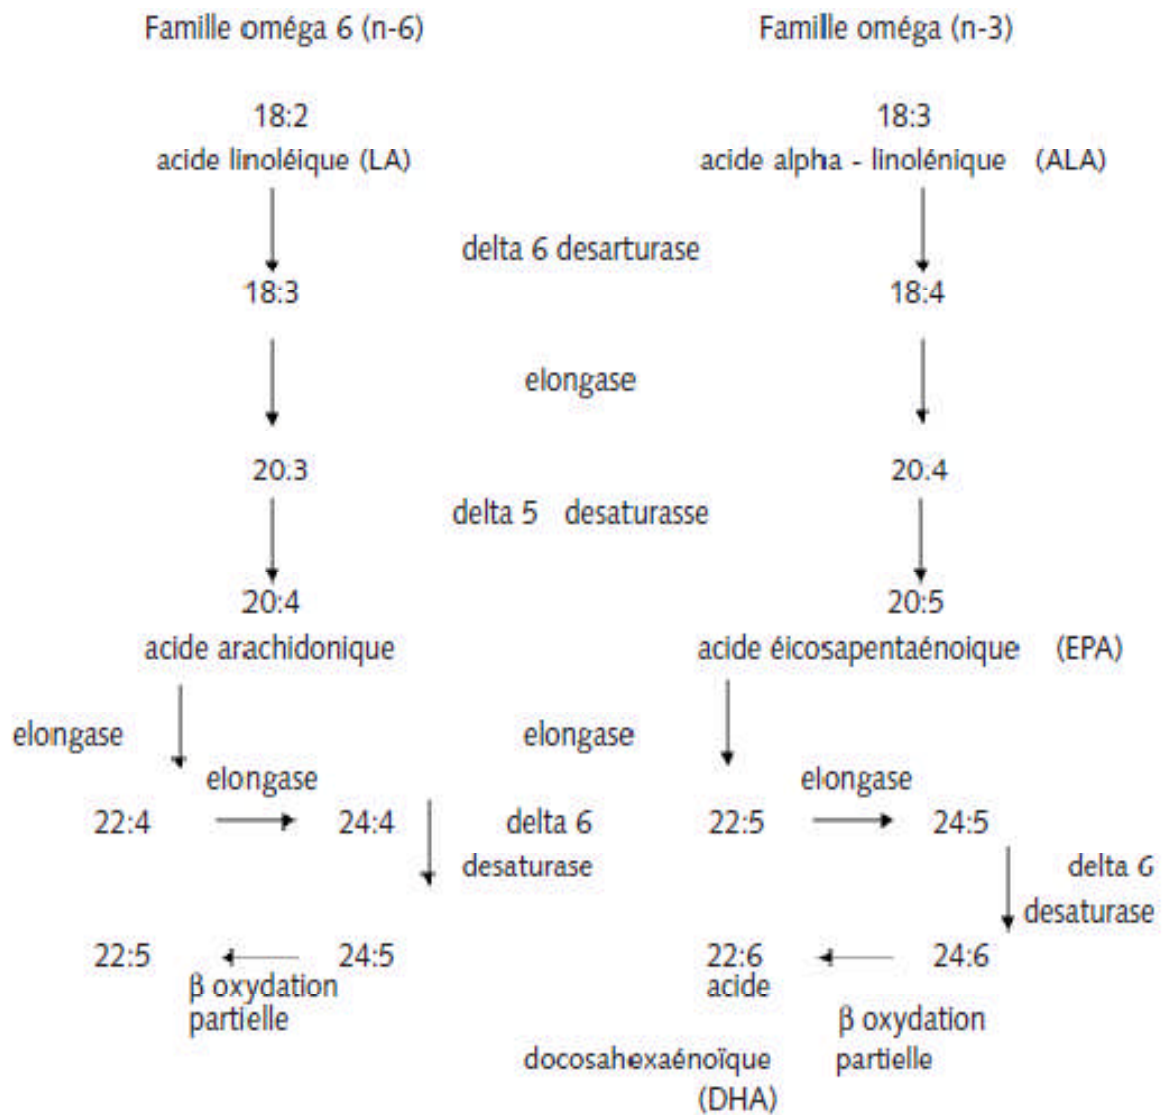 Famille oméga 6 (n-6) Famille oméga (n-3)
18:2 18:3
acide linoléique (LA) acide alpha - linolénique (ALA)
delta 6 desarturase
18:3 18:4
elongase
20:3 20:4
delta 5 desaturasse
20:4 20:5
acide arachidonique acide éicosapentaénoique (EPA)
elongase elongase
elongase elongase
22:4 24:4 delta 6 22:5 24:5
desaturase delta 6
desaturase
22:5 24:5 22:6 24:6
β oxydation acide
partielle β oxydation
docosahexaénoïque partielle
(DHA)